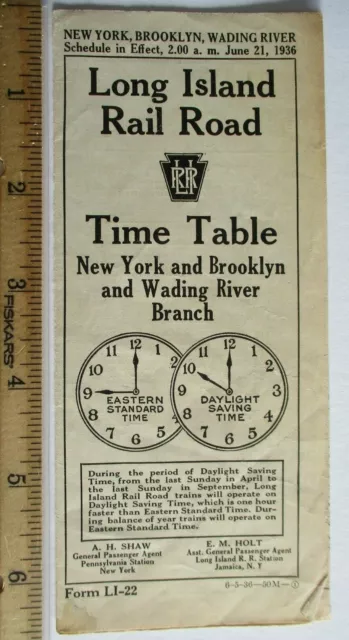 NEW YORK, BROOKLYN, WADING RIVER
Schedule in Effect, 2.00 a. m. June 21, 1936
Long Island
Rail Road
LIRR
Time Table
New York and Brooklyn
and Wading River
Branch
12
11
1
10
2
9
3
8
4
7
5
6
EASTERN
STANDARD
TIME
12
11
1
10
2
9
3
8
4
7
5
6
DAYLIGHT
SAVING
TIME
During the period of Daylight Saving
Time, from the last Sunday in April to
the last Sunday in September, Long
Island Rail Road trains will operate on
Daylight Saving Time, which is one hour
faster than Eastern Standard Time. Dur-
ing balance of year trains will operate on
Eastern Standard Time.
A. H. SHAW
General Passenger Agent
Pennsylvania Station
New York
E. M. HOLT
Asst. General Passenger Agent
Long Island R. R. Station
Jamaica, N. Y
Form LI-22
6-5-36—50M—①
1
2
3
FISKARS
4
5
6